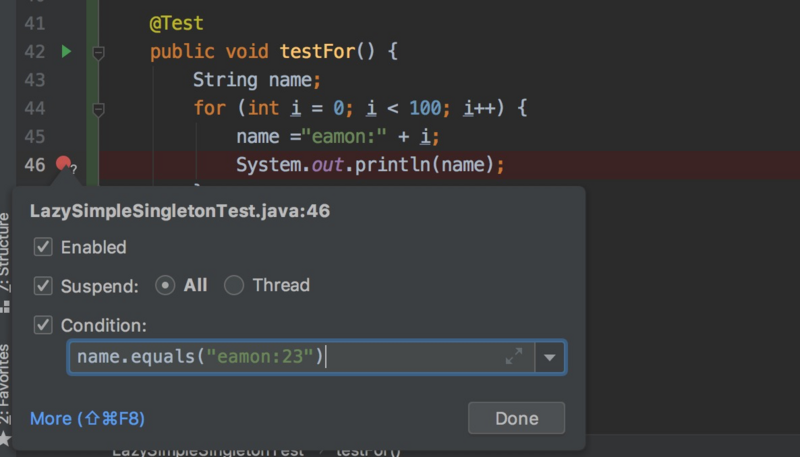 41 @Test
42 public void testFor() {
43 String name;
44 for (int i = 0; i < 100; i++) {
45 name ="eamon:" + i;
46 System.out.println(name);
?
LazySimpleSingletonTest.java:46
Enabled
Suspend: All Thread
Condition:
name.equals("eamon:23")
More (⇧⌘F8)
Done
LazySimpleSingletonTest > testFor()
7: Structure
2: Favorites